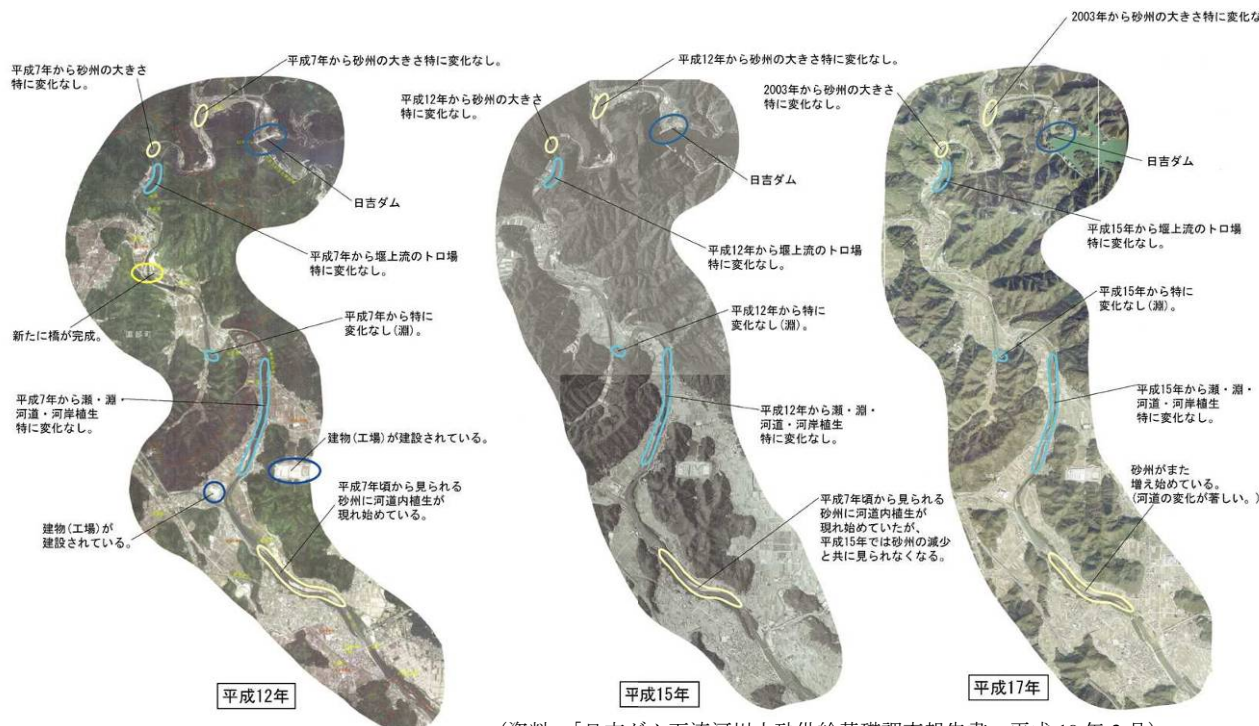 平成7年から砂州の大きさ
特に変化なし。
平成7年から砂州の大きさ特に変化なし。
日吉ダム
平成7年から堰上流のトロ場
特に変化なし。
新たに橋が完成。
平成7年から特に
変化なし(淵)。
平成7年から瀬・淵
河道・河岸植生
特に変化なし。
建物(工場)が建設されている。
平成7年頃から見られる
砂州に河道内植生が
現れ始めている。
建物(工場)が
建設されている。
平成12年
平成12年から砂州の大きさ
特に変化なし。
平成12年から砂州の大きさ特に変化なし。
日吉ダム
平成12年から堰上流のトロ場
特に変化なし。
平成12年から特に
変化なし(淵)。
平成12年から瀬・淵・
河道・河岸植生
特に変化なし。
平成7年頃から見られる
砂州に河道内植生が
現れ始めていたが、
平成15年では砂州の減少
と共に見られなくなる。
平成15年
2003年から砂州の大きさ特に変化な
2003年から砂州の大きさ
特に変化なし。
日吉ダム
平成15年から堰上流のトロ場
特に変化なし。
平成15年から特に
変化なし(淵)。
平成15年から瀬・淵・
河道・河岸植生
特に変化なし。
砂州がまた
増え始めている。
(河道の変化が著しい。)
平成17年